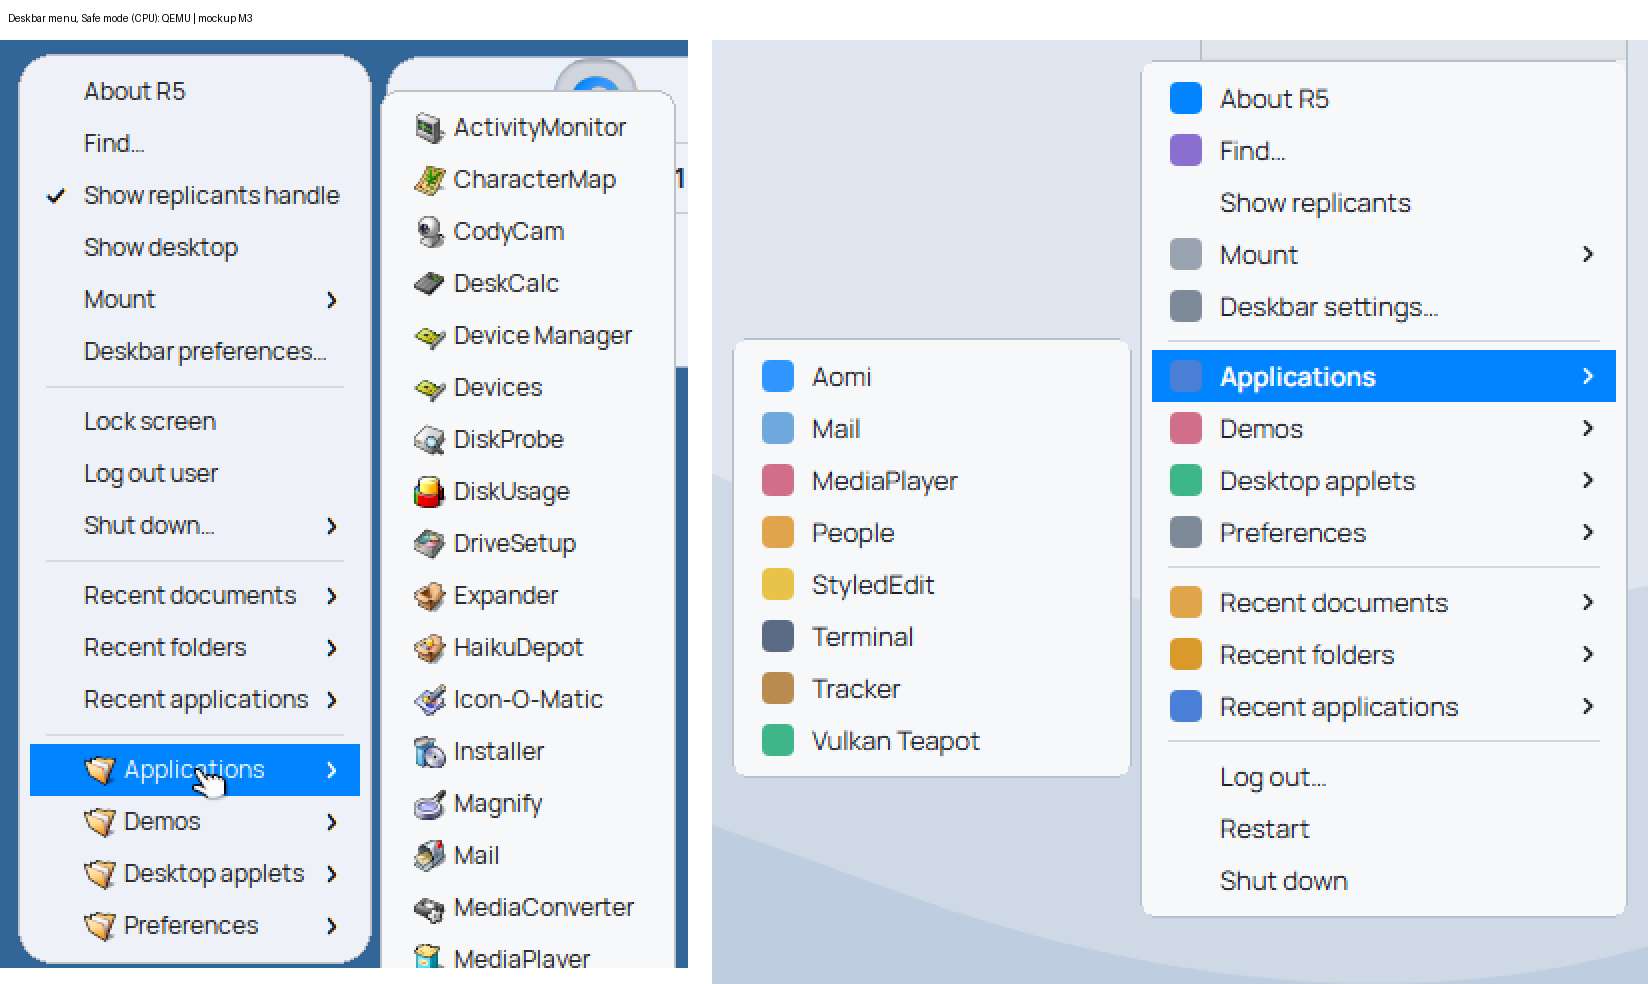 Deskbar menu, Safe mode (CPU): QEMU | mockup M3
About R5
Find...
Show replicants handle
Show desktop
Mount
Deskbar preferences...
Lock screen
Log out user
Shut down...
Recent documents
Recent folders
Recent applications
Applications
Demos
Desktop applets
Preferences
1
ActivityMonitor
CharacterMap
CodyCam
DeskCalc
Device Manager
Devices
DiskProbe
DiskUsage
DriveSetup
Expander
HaikuDepot
Icon-O-Matic
Installer
Magnify
Mail
MediaConverter
MediaPlayer
Aomi
Mail
MediaPlayer
People
StyledEdit
Terminal
Tracker
Vulkan Teapot
About R5
Find...
Show replicants
Mount
Deskbar settings...
Applications
Demos
Desktop applets
Preferences
Recent documents
Recent folders
Recent applications
Log out...
Restart
Shut down